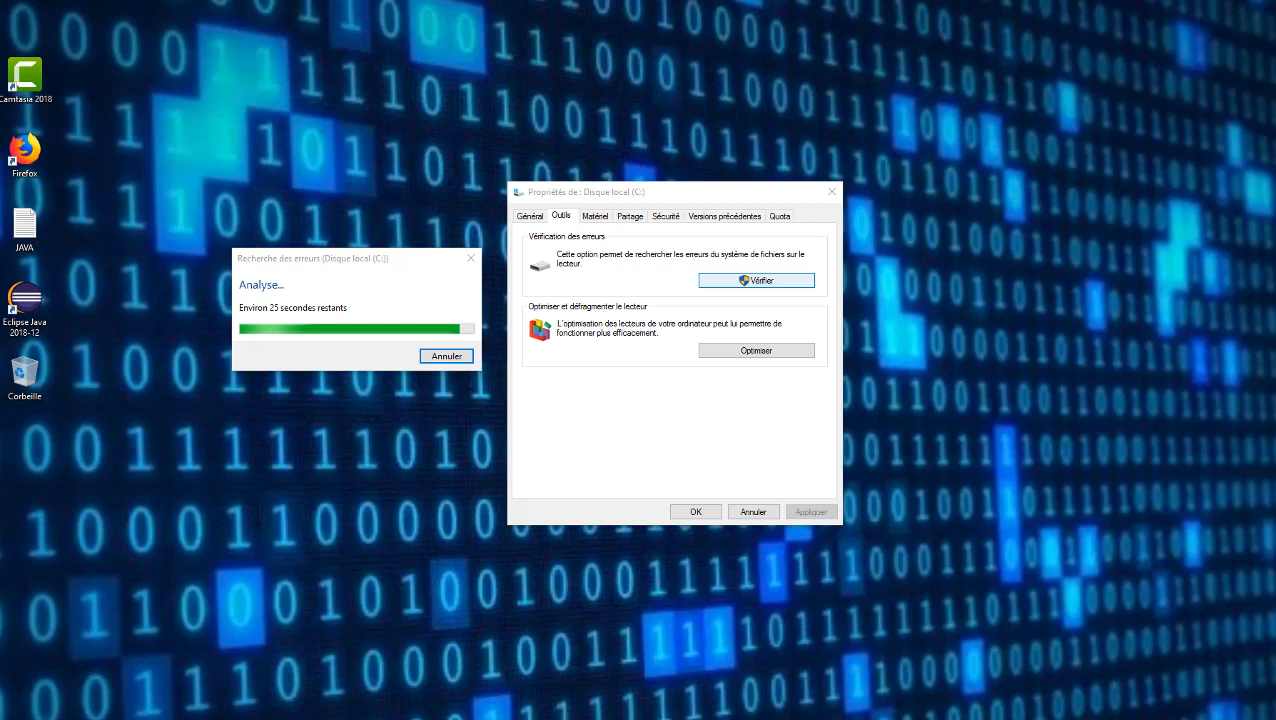 Camtasia 2018
Firefox
JAVA
Eclipse Java
2018-12
Corbeille
Recherche des erreurs (Disque local (C:))
Analyse...
Environ 25 secondes restants
Annuler
Propriétés de : Disque local (C:)
Général Outils Matériel Partage Sécurité Versions précédentes Quota
Vérification des erreurs
Cette option permet de rechercher les erreurs du système de fichiers sur le
lecteur.
Vérifier
Optimiser et défragmenter le lecteur
L'optimisation des lecteurs de votre ordinateur peut lui permettre de
fonctionner plus efficacement.
Optimiser
OK Annuler Appliquer